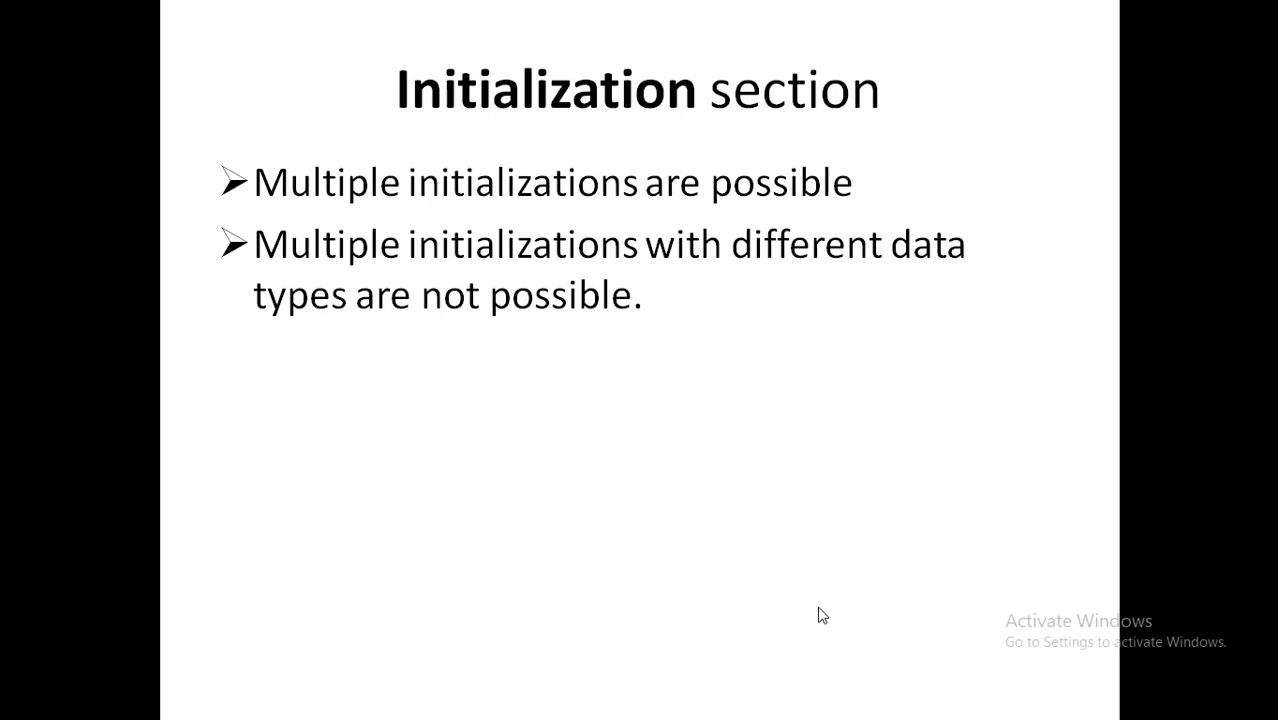 Initialization section
Multiple initializations are possible
Multiple initializations with different data
types are not possible.
Activate Windows
Go to Settings to activate Windows.